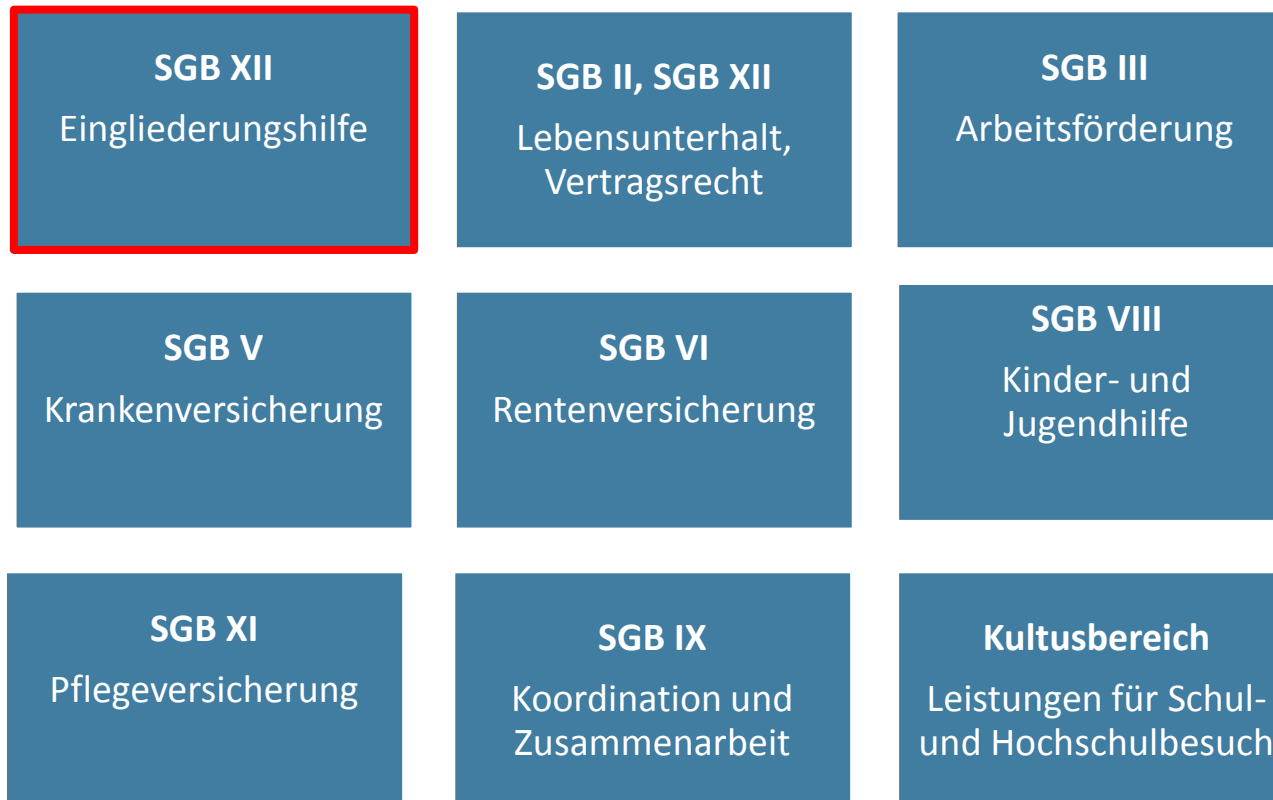 SGB XII
Eingliederungshilfe
SGB II, SGB XII
Lebensunterhalt,
Vertragsrecht
SGB III
Arbeitsförderung
SGB V
Krankenversicherung
SGB VI
Rentenversicherung
SGB VIII
Kinder- und
Jugendhilfe
SGB XI
Pflegeversicherung
SGB IX
Koordination und
Zusammenarbeit
Kultusbereich
Leistungen für Schul-
und Hochschulbesuch